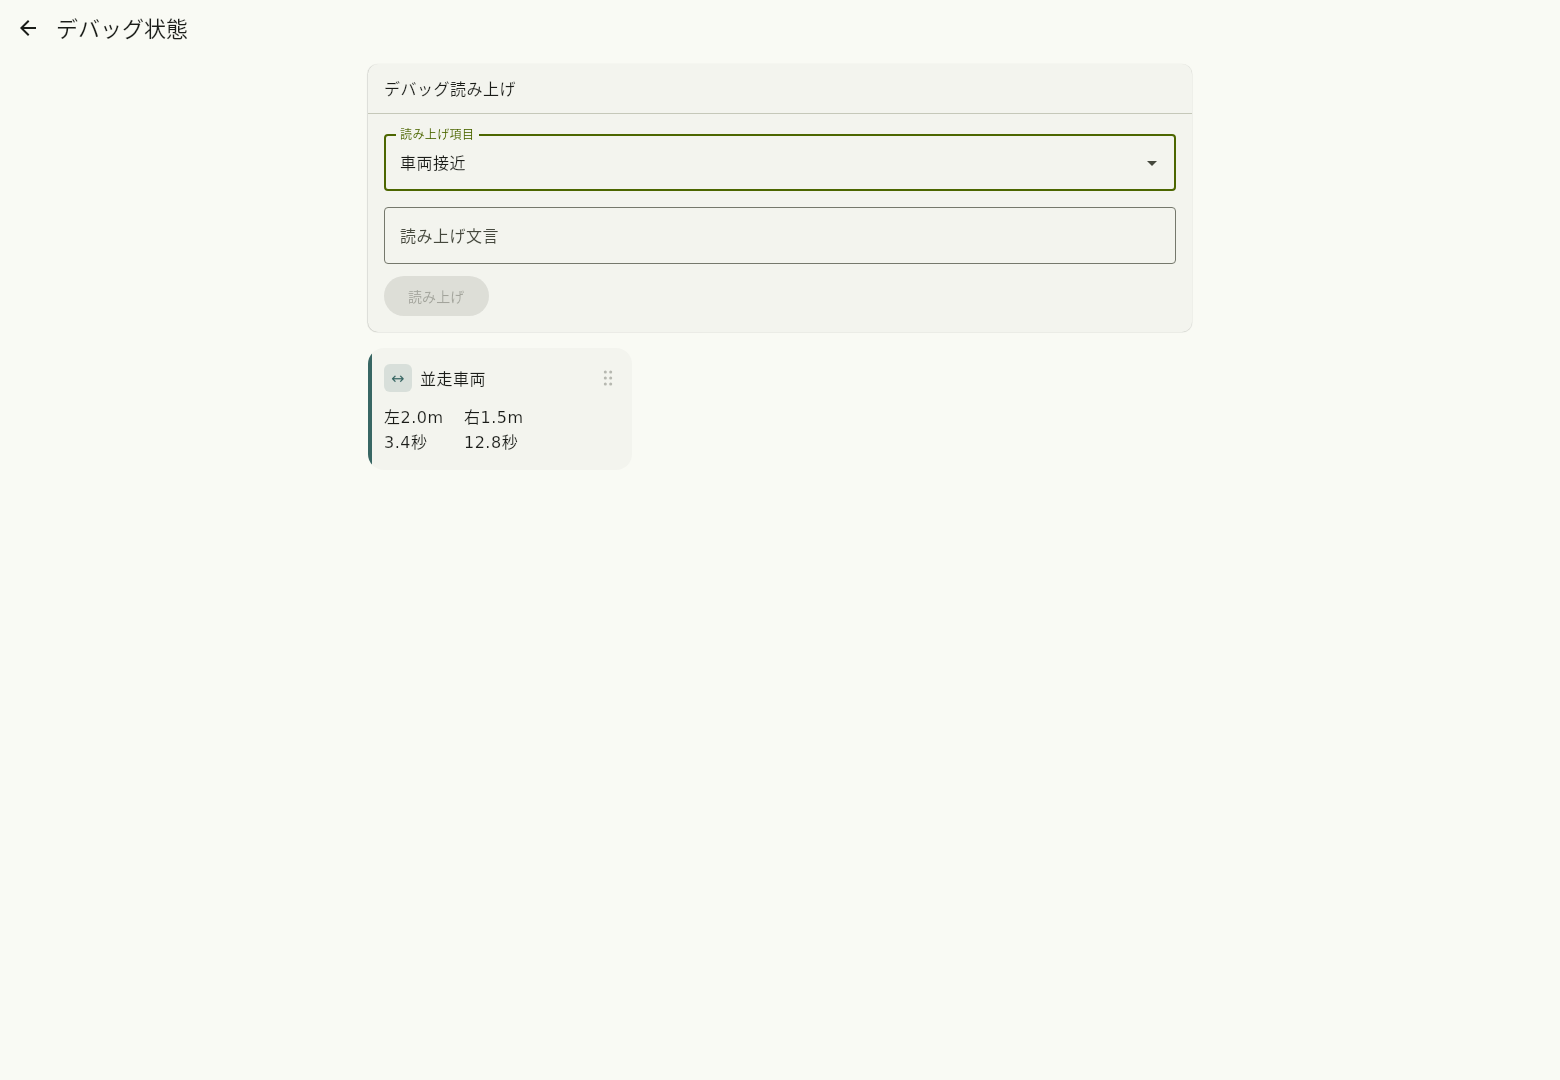 デバッグ状態
デバッグ読み上げ
読み上げ項目
車両接近
読み上げ文言
読み上げ
並走車両
左2.0m 右1.5m
3.4秒 12.8秒